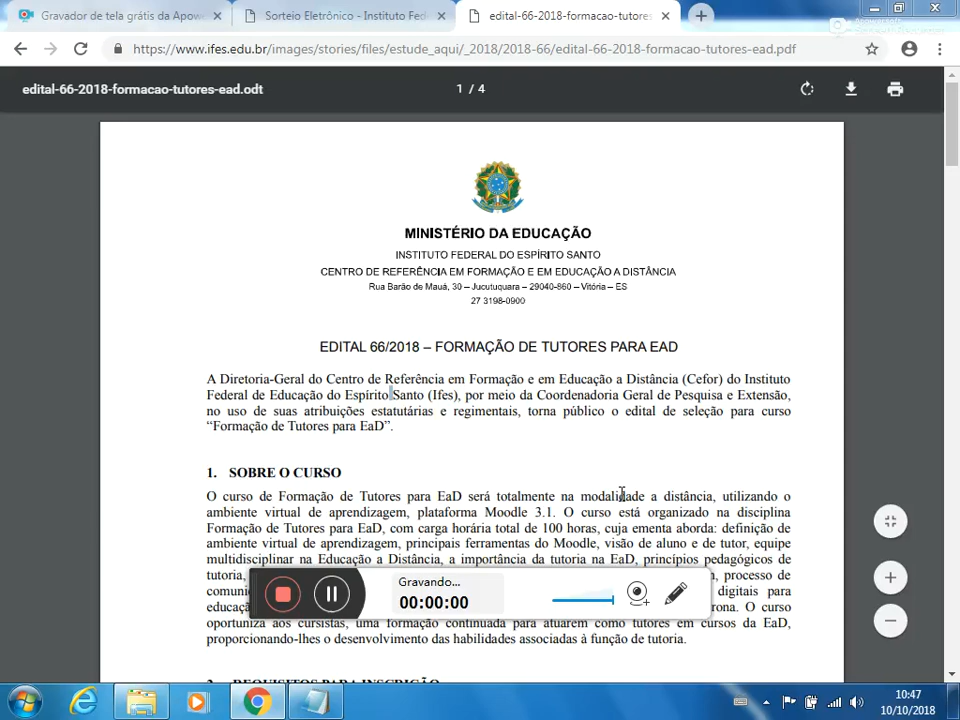 Gravador de tela grátis da Apow
Sorteio Eletrônico - Instituto Fed
edital-66-2018-formacao-tutores
https://www.ifes.edu.br/images/stories/files/estude_aqui/_2018/2018-66/edital-66-2018-formacao-tutores-ead.pdf
edital-66-2018-formacao-tutores-ead.odt
1 / 4
MINISTÉRIO DA EDUCAÇÃO
INSTITUTO FEDERAL DO ESPÍRITO SANTO
CENTRO DE REFERÊNCIA EM FORMAÇÃO E EM EDUCAÇÃO A DISTÂNCIA
Rua Barão de Mauá, 30 – Jucutuquara – 29040-860 – Vitória – ES
27 3198-0900
EDITAL 66/2018 – FORMAÇÃO DE TUTORES PARA EAD
A Diretoria-Geral do Centro de Referência em Formação e em Educação a Distância (Cefor) do Instituto
Federal de Educação do Espírito Santo (Ifes), por meio da Coordenadoria Geral de Pesquisa e Extensão,
no uso de suas atribuições estatutárias e regimentais, torna público o edital de seleção para curso
“Formação de Tutores para EaD”.
1. SOBRE O CURSO
O curso de Formação de Tutores para EaD será totalmente na modalidade a distância, utilizando o
ambiente virtual de aprendizagem, plataforma Moodle 3.1. O curso está organizado na disciplina
Formação de Tutores para EaD, com carga horária total de 100 horas, cuja ementa aborda: definição de
ambiente virtual de aprendizagem, principais ferramentas do Moodle, visão de aluno e de tutor, equipe
multidisciplinar na Educação a Distância, a importância da tutoria na EaD, princípios pedagógicos de
tutoria, processo de
comuni digitais para
educaçã rona. O curso
oportuniza aos cursistas, uma formação continuada para atuarem como tutores em cursos da EaD,
proporcionando-lhes o desenvolvimento das habilidades associadas à função de tutoria.
2. REQUISITOS PARA INSCRIÇÃO
Gravando...
00:00:00
10:47
10/10/2018